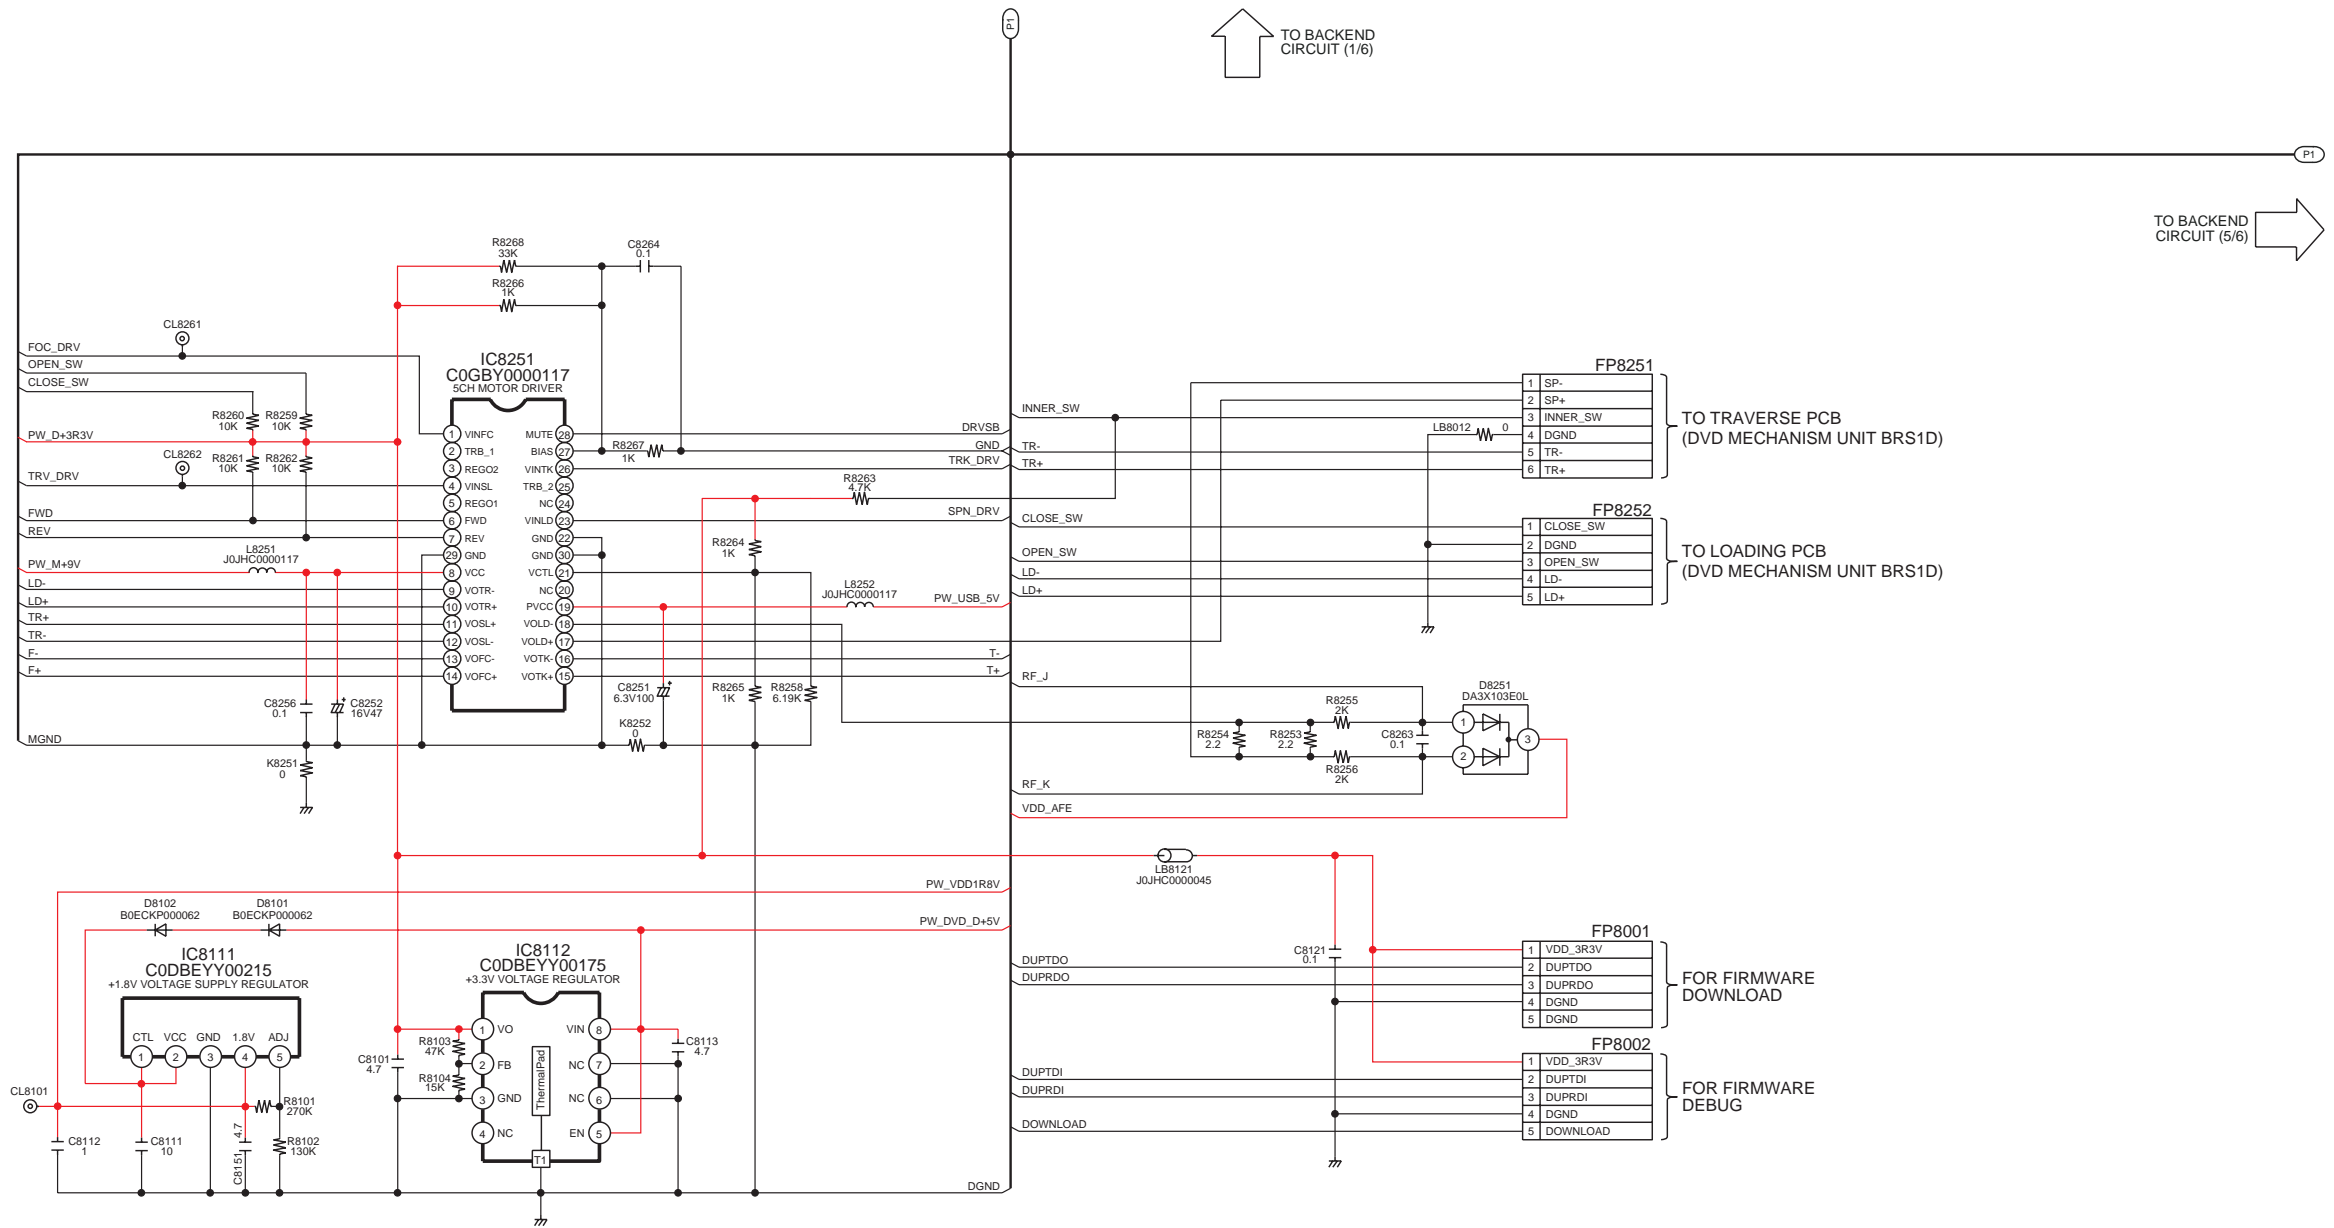 P1
TO BACKEND
CIRCUIT (1/6)
P1
TO BACKEND
CIRCUIT (5/6)
R8268
33K
C8264
0.1
R8266
1K
CL8261
FOC_DRV
OPEN_SW
CLOSE_SW
R8260
10K
R8259
10K
PW_D+3R3V
CL8262
R8261
10K
R8262
10K
TRV_DRV
FWD
REV
L8251
J0JHC0000117
PW_M+9V
LD-
LD+
TR+
TR-
F-
F+
C8256
0.1
C8252
16V47
MGND
K8251
0
IC8251
C0GBY0000117
5CH MOTOR DRIVER
1 VINFC
2 TRB_1
3 REGO2
4 VINSL
5 REGO1
6 FWD
7 REV
29 GND
8 VCC
9 VOTR-
10 VOTR+
11 VOSL+
12 VOSL-
13 VOFC-
14 VOFC+
MUTE 28
BIAS 27
VINTK 26
TRB_2 25
NC 24
VINLD 23
GND 22
GND 30
VCTL 21
NC 20
PVCC 19
VOLD- 18
VOLD+ 17
VOTK- 16
VOTK+ 15
R8267
1K
R8263
4.7K
R8264
1K
L8252
J0JHC0000117
C8251
6.3V100
R8265
1K
R8258
6.19K
K8252
0
DRVSB
GND
TRK_DRV
SPN_DRV
PW_USB_5V
T-
T+
INNER_SW
TR-
TR+
CLOSE_SW
OPEN_SW
LD-
LD+
RF_J
RF_K
VDD_AFE
FP8251
1 SP-
2 SP+
3 INNER_SW
4 DGND
5 TR-
6 TR+
LB8012 0
TO TRAVERSE PCB
(DVD MECHANISM UNIT BRS1D)
FP8252
1 CLOSE_SW
2 DGND
3 OPEN_SW
4 LD-
5 LD+
TO LOADING PCB
(DVD MECHANISM UNIT BRS1D)
R8254
2.2
R8253
2.2
R8255
2K
R8256
2K
C8263
0.1
D8251
DA3X103E0L
1
2
3
LB8121
J0JHC0000045
PW_VDD1R8V
PW_DVD_D+5V
D8102
B0ECKP000062
D8101
B0ECKP000062
IC8111
C0DBEYY00215
+1.8V VOLTAGE SUPPLY REGULATOR
CTL VCC GND 1.8V ADJ
1 2 3 4 5
CL8101
R8101
270K
R8102
130K
C8112
1
C8111
10
C8151 4.7
IC8112
C0DBEYY00175
+3.3V VOLTAGE REGULATOR
1 VO
2 FB
3 GND
4 NC
VIN 8
NC 7
NC 6
EN 5
ThermalPad
T1
R8103
47K
R8104
15K
C8101
4.7
C8113
4.7
DGND
DUPTDO
DUPRDO
DUPTDI
DUPRDI
DOWNLOAD
C8121
0.1
FP8001
1 VDD_3R3V
2 DUPTDO
3 DUPRDO
4 DGND
5 DGND
FOR FIRMWARE
DOWNLOAD
FP8002
1 VDD_3R3V
2 DUPTDI
3 DUPRDI
4 DGND
5 DOWNLOAD
FOR FIRMWARE
DEBUG